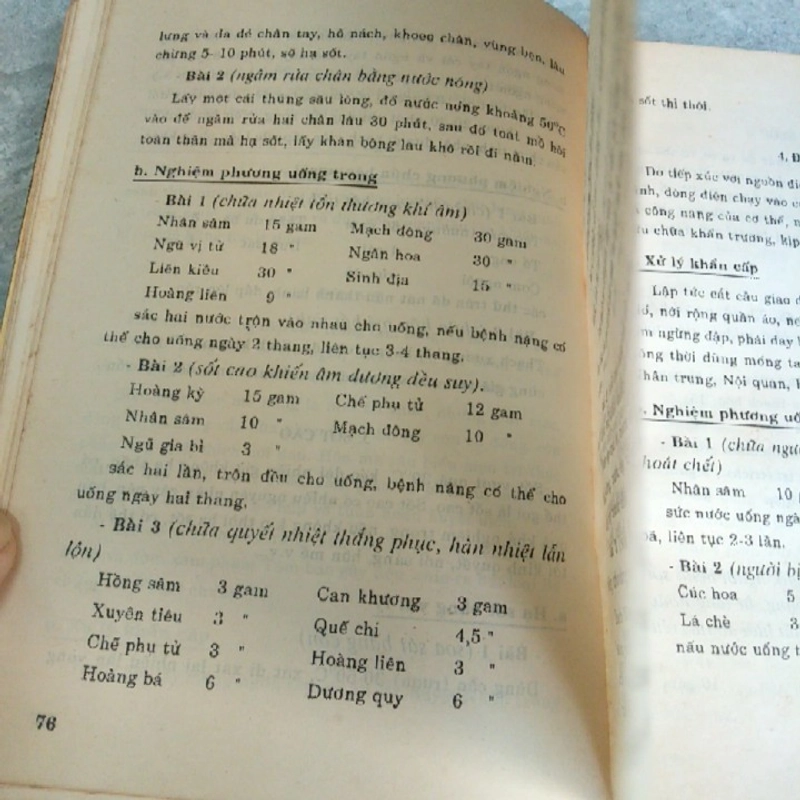 lưng và da để chân tay, hõ nách, khoeo chân, vùng bẹn, lâu
chừng 5-10 phút, sẽ hạ sốt.
- Bài 2 (ngâm rửa chân bằng nước nóng)
Lấy một cái thùng sâu lòng, đổ nước nóng khoảng 50°C
vào để ngâm rửa hai chân lâu 30 phút, sau đó toát mồ hôi
toàn thân mà hạ sốt, lấy khăn bông lau khô rồi đi nằm.
b. Nghiệm phương uống trong
- Bài 1 (chữa nhiệt tổn thương khí âm)
Nhân sâm 15 gam Mạch đông 30 gam
Ngũ vị tử 18 " Ngân hoa 30 "
Liên kiều 30 " Sinh địa 15 "
Hoàng liên 9 "
sắc hai nước trộn vào nhau cho uống, nếu bệnh nặng có
thể cho uống ngày 2 thang, liên tục 3-4 thang.
- Bài 2 (sốt cao khiến âm dương đều suy).
Hoàng kỳ 15 gam Chế phụ tử 12 gam
Nhân sâm 10 " Mạch đông 10 "
Ngũ gia bì 3 "
sắc hai lần, trộn đều cho uống, bệnh nặng có thể cho
uống ngày hai thang.
- Bài 3 (chữa quyết nhiệt thắng phục, hàn nhiệt lẫn
lộn)
Hồng sâm 3 gam Can khương 3 gam
Xuyên tiêu 3 " Quế chi 4,5 "
Chế phụ tử 3 " Hoàng liên 3 "
Hoàng bá 6 " Dương quy 6 "
76
sốt thì thôi.
4. Đ
Do tiếp xúc với nguồn đi
nh, dòng điện chạy vào c
công năng của cơ thể, n
u chữa khẩn trương, kịp
Xử lý khẩn cấp
Lập tức cắt cầu giao đ
ố, nới rộng quần áo, n
m ngừng đập, phải day
ng thời dùng móng ta
hân trung, Nội quan,
. Nghiệm phương uố
- Bài 1 (chữa ngư
hoát chết)
Nhân sâm 10
sức nước uống ngà
ã, liên tục 2-3 lần.
- Bài 2 (người bị
Cúc hoa 5
Lá chè 3
nấu nước uống t